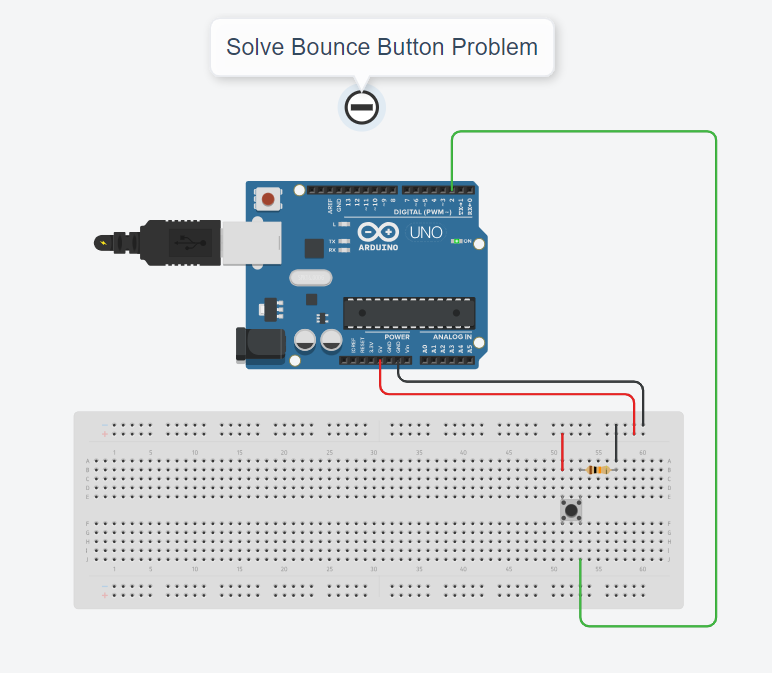 Solve Bounce Button Problem
AREF
GND
13
12
~11
~10
~9
8
7
~6
~5
4
~3
2
TX→1
RX←0
DIGITAL (PWM~)
L
TX
RX
ARDUINO
UNO
ON
POWER
ANALOG IN
IOREF
RESET
3.3V
5V
GND
GND
Vin
A0
A1
A2
A3
A4
A5
1 5 10 15 20 25 30 35 40 45 50 55 60
A A
B B
C C
D D
E E
F F
G G
H H
I I
J J
1 5 10 15 20 25 30 35 40 45 50 55 60